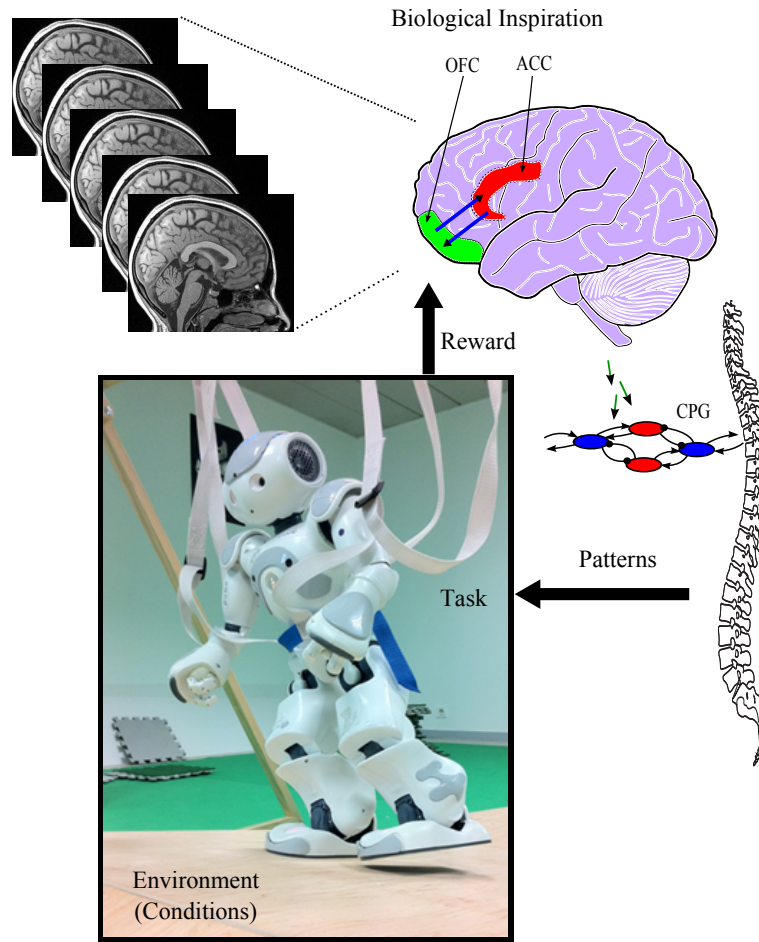 Biological Inspiration
OFC
ACC
Reward
CPG
Patterns
Task
Environment
(Conditions)